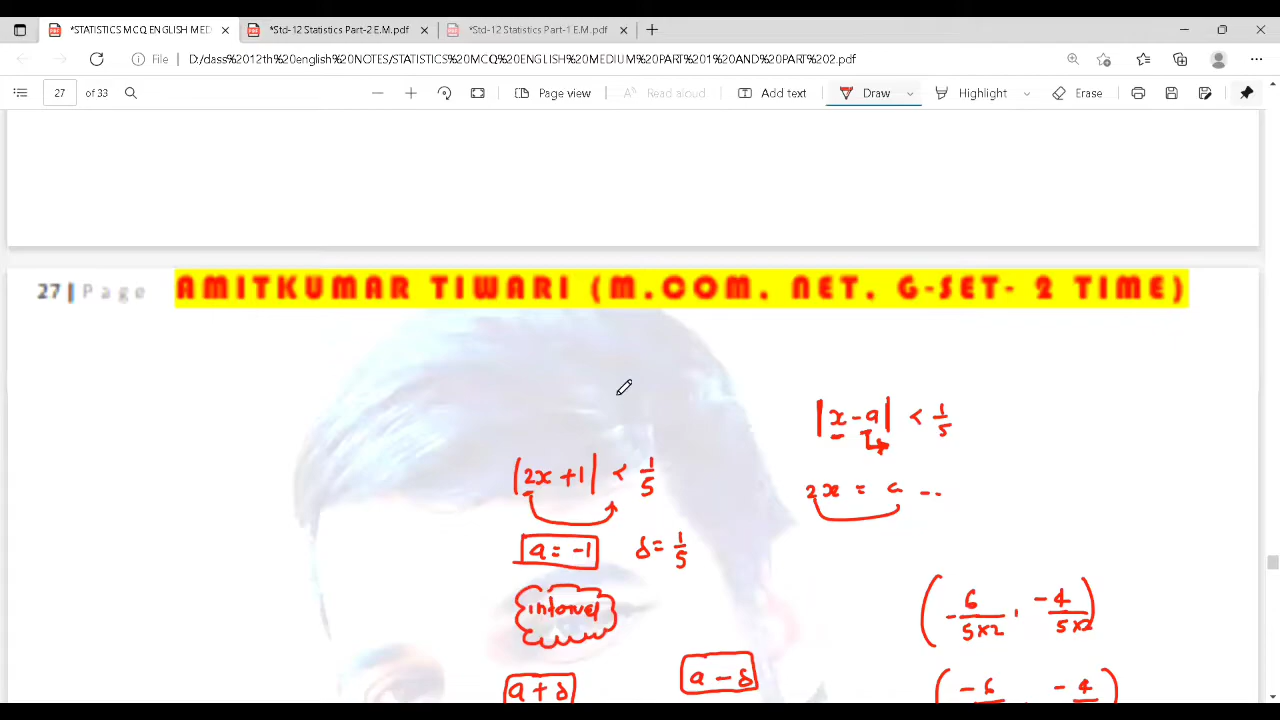 *STATISTICS MCQ ENGLISH MED
*Std-12 Statistics Part-2 E.M.pdf
*Std-12 Statistics Part-1 E.M.pdf
File
D:/class%2012th%20english%20NOTES/STATISTICS%20MCQ%20ENGLISH%20MEDIUM%20PART%201%20AND%20PART%202.pdf
27 of 33
Page view
Read aloud
Add text
Draw
Highlight
Erase
27 | Page
AMITKUMAR TIWARI (M.COM. NET. G-SET- 2 TIME)
|x - a| < 1/5
|2x + 1| < 1/5
2x = a --
a = -1
δ = 1/5
interval
(-6/5×2, -4/5×2)
a + δ
a - δ
-6
-4